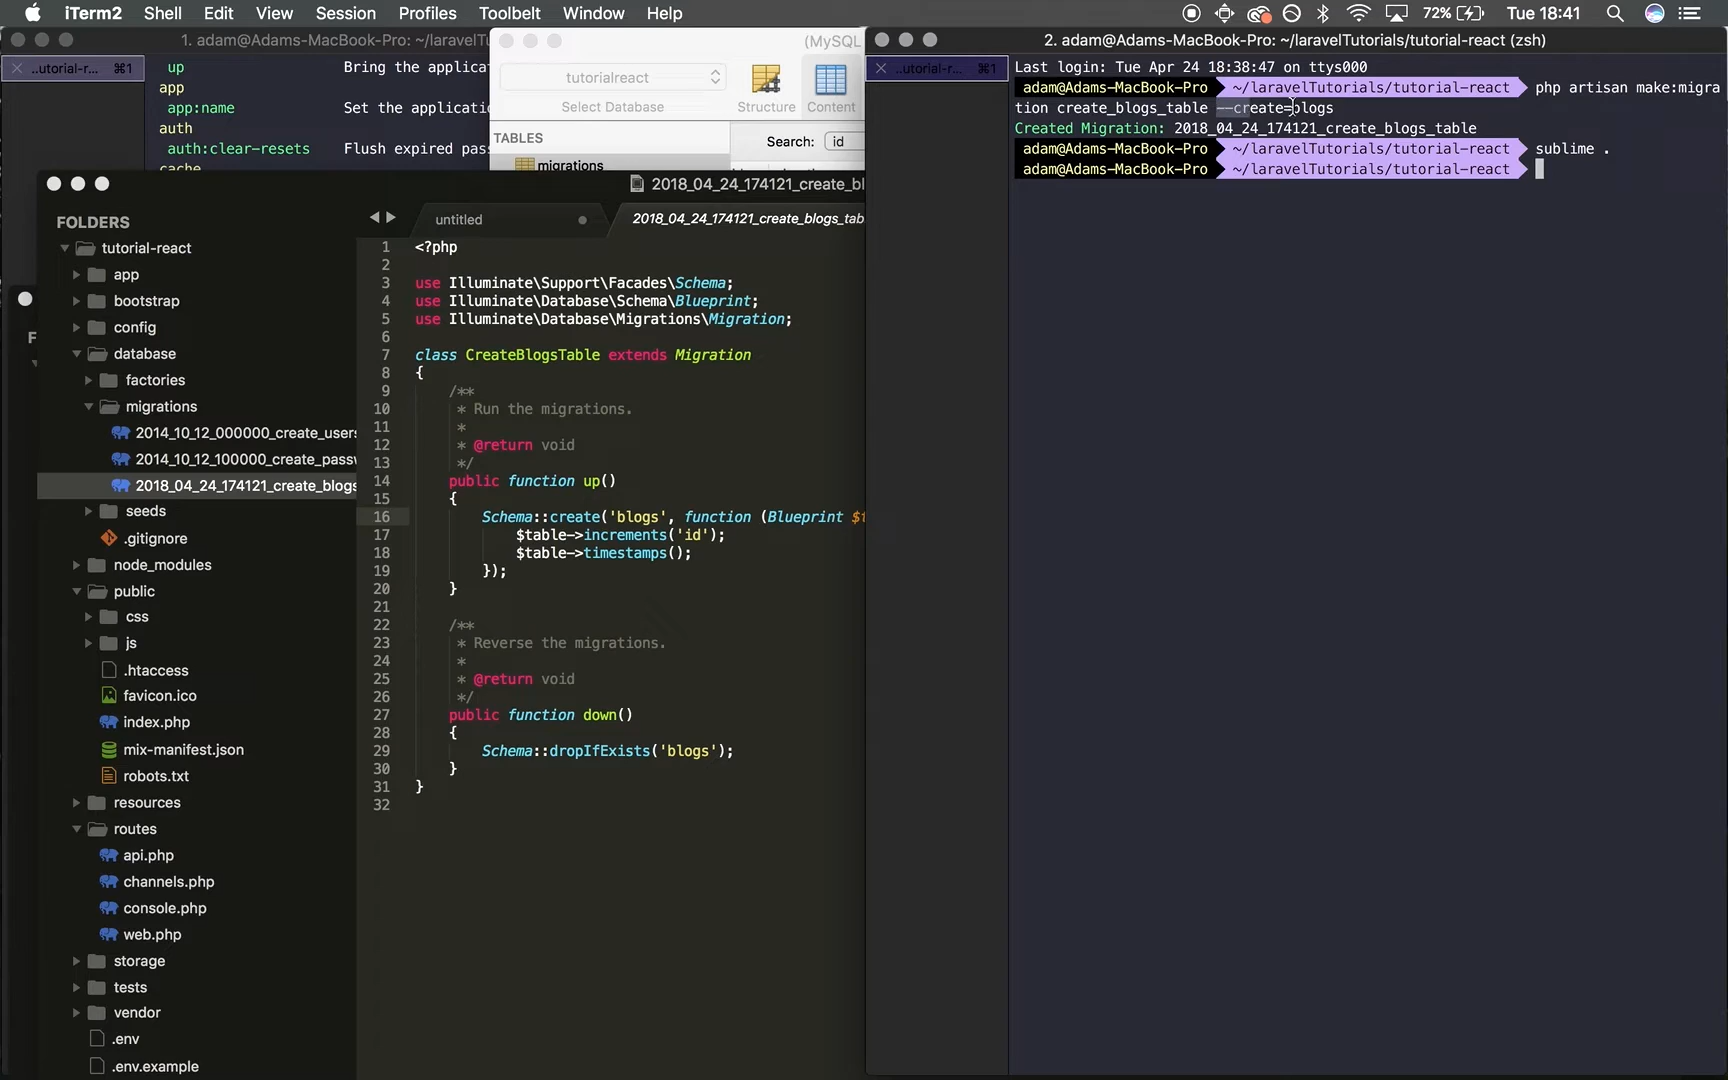 iTerm2 Shell Edit View Session Profiles Toolbelt Window Help
72% Tue 18:41
1. adam@Adams-MacBook-Pro: ~/laravelTut
..utorial-r... ⌘1
up Bring the applicat
app
app:name Set the applicatio
auth
auth:clear-resets Flush expired pas
cache
(MySQL
tutorialreact
Select Database
Structure
Content
TABLES
Search: id
migrations
2018_04_24_174121_create_bl
FOLDERS
tutorial-react
app
bootstrap
config
database
factories
migrations
2014_10_12_000000_create_users
2014_10_12_100000_create_passw
2018_04_24_174121_create_blogs
seeds
.gitignore
node_modules
public
css
js
.htaccess
favicon.ico
index.php
mix-manifest.json
robots.txt
resources
routes
api.php
channels.php
console.php
web.php
storage
tests
vendor
.env
.env.example
untitled
2018_04_24_174121_create_blogs_tab
1 <?php
2
3 use Illuminate\Support\Facades\Schema;
4 use Illuminate\Database\Schema\Blueprint;
5 use Illuminate\Database\Migrations\Migration;
6
7 class CreateBlogsTable extends Migration
8 {
9 /**
10 * Run the migrations.
11 *
12 * @return void
13 */
14 public function up()
15 {
16 Schema::create('blogs', function (Blueprint $t
17 $table->increments('id');
18 $table->timestamps();
19 });
20 }
21
22 /**
23 * Reverse the migrations.
24 *
25 * @return void
26 */
27 public function down()
28 {
29 Schema::dropIfExists('blogs');
30 }
31 }
32
2. adam@Adams-MacBook-Pro: ~/laravelTutorials/tutorial-react (zsh)
..utorial-r... ⌘1
Last login: Tue Apr 24 18:38:47 on ttys000
adam@Adams-MacBook-Pro ~/laravelTutorials/tutorial-react php artisan make:migra
tion create_blogs_table --create=blogs
Created Migration: 2018_04_24_174121_create_blogs_table
adam@Adams-MacBook-Pro ~/laravelTutorials/tutorial-react sublime .
adam@Adams-MacBook-Pro ~/laravelTutorials/tutorial-react